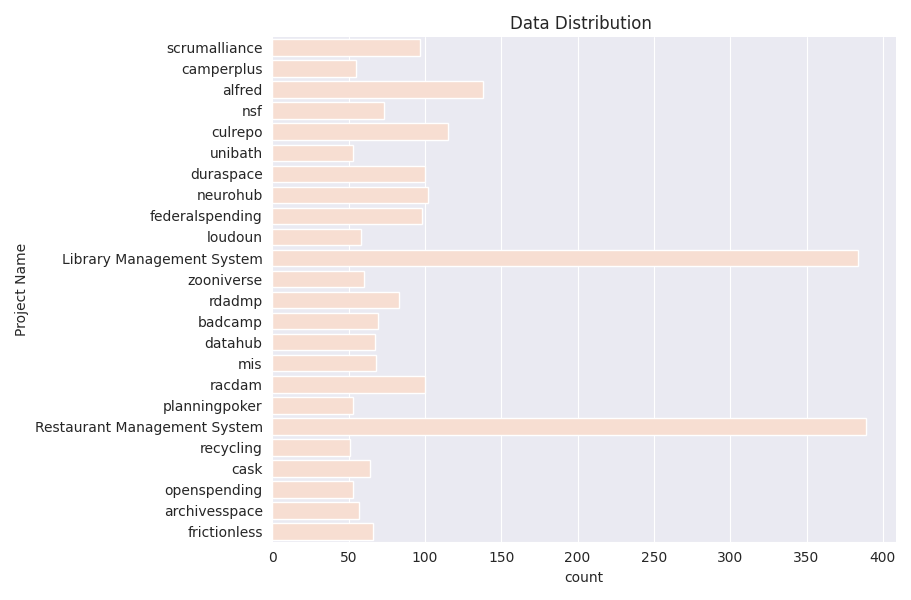 Data Distribution
Project Name
scrumalliance
camperplus
alfred
nsf
culrepo
unibath
duraspace
neurohub
federalspending
loudoun
Library Management System
zooniverse
rdadmp
badcamp
datahub
mis
racdam
planningpoker
Restaurant Management System
recycling
cask
openspending
archivesspace
frictionless
0 50 100 150 200 250 300 350 400
count